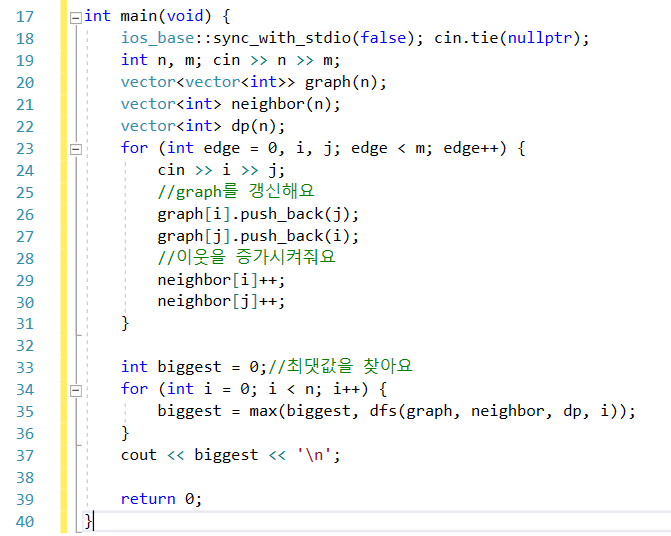 17 int main(void) {
18 ios_base::sync_with_stdio(false); cin.tie(nullptr);
19 int n, m; cin >> n >> m;
20 vector<vector<int>> graph(n);
21 vector<int> neighbor(n);
22 vector<int> dp(n);
23 for (int edge = 0, i, j; edge < m; edge++) {
24 cin >> i >> j;
25 //graph를 갱신해요
26 graph[i].push_back(j);
27 graph[j].push_back(i);
28 //이웃을 증가시켜줘요
29 neighbor[i]++;
30 neighbor[j]++;
31 }
32
33 int biggest = 0;//최댓값을 찾아요
34 for (int i = 0; i < n; i++) {
35 biggest = max(biggest, dfs(graph, neighbor, dp, i));
36 }
37 cout << biggest << '\n';
38
39 return 0;
40 }